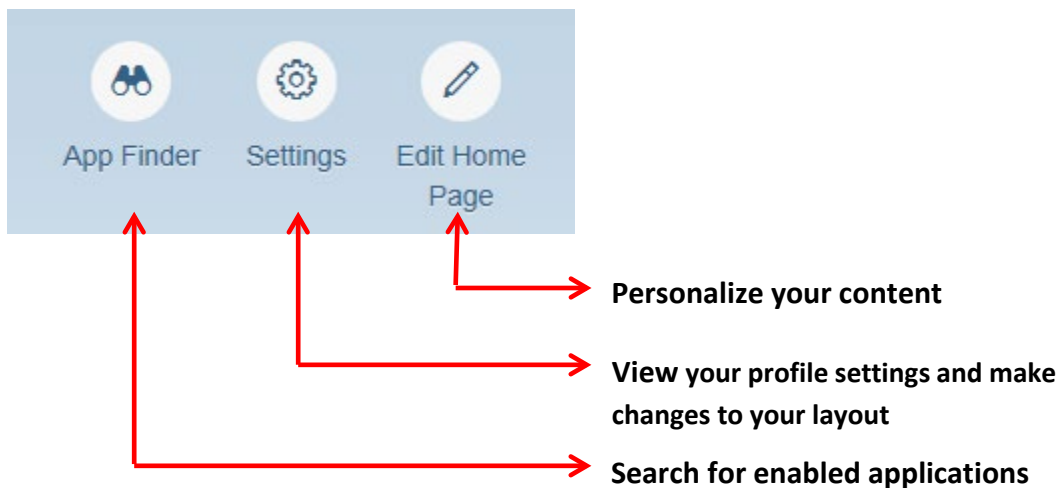 App Finder
Settings
Edit Home
Page
Personalize your content
View your profile settings and make
changes to your layout
Search for enabled applications